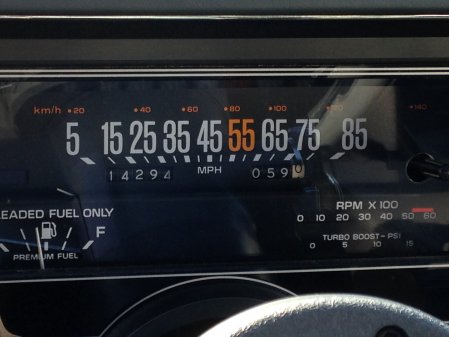 km/h 20 40 60 80 100 120 140
5 15 25 35 45 55 65 75 85
14294 MPH 059
LEADED FUEL ONLY
RPM X 100
F 0 10 20 30 40 50 60
PREMIUM FUEL
TURBO BOOST - PSI
0 5 10 15